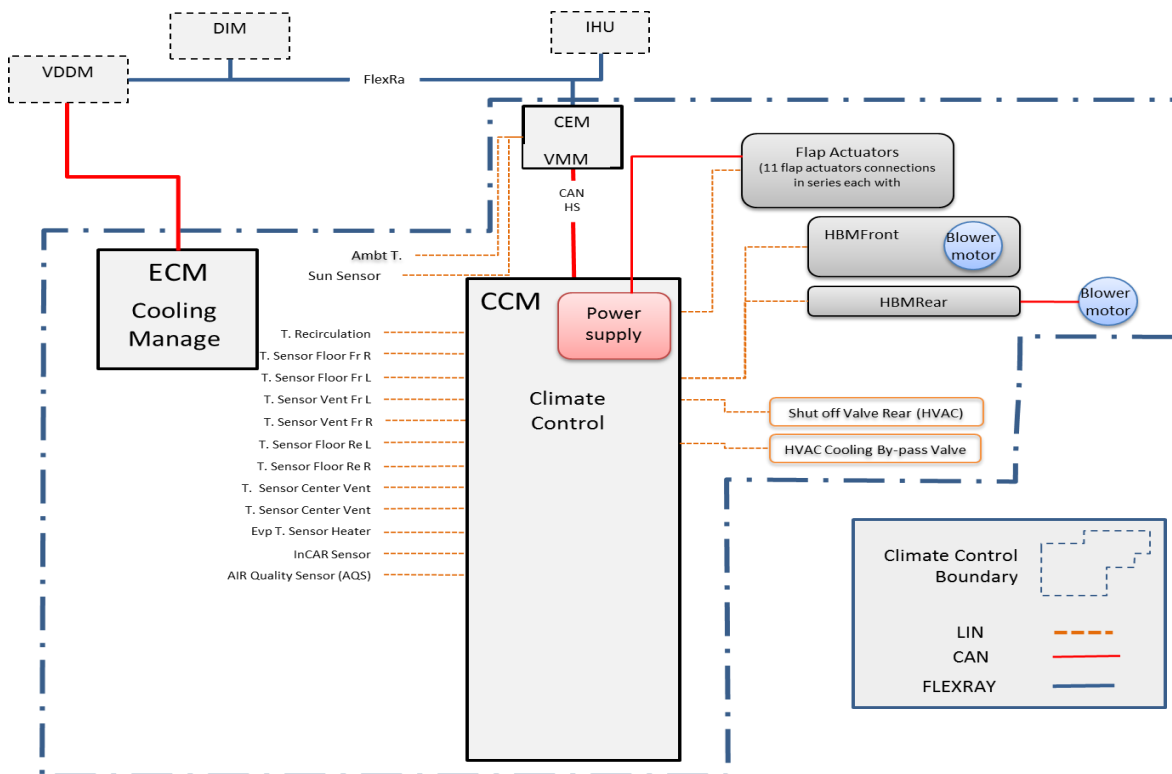 DIM
IHU
VDDM
FlexRa
CEM
VMM
Flap Actuators
(11 flap actuators connections
in series each with
CAN
HS
HBMFront
Blower
motor
Ambt T.
Sun Sensor
ECM
Cooling
Manage
CCM
Power
supply
HBMRear
Blower
motor
T. Recirculation
T. Sensor Floor Fr R
T. Sensor Floor Fr L
T. Sensor Vent Fr L
T. Sensor Vent Fr R
T. Sensor Floor Re L
T. Sensor Floor Re R
T. Sensor Center Vent
T. Sensor Center Vent
Evp T. Sensor Heater
InCAR Sensor
AIR Quality Sensor (AQS)
Climate
Control
Shut off Valve Rear (HVAC)
HVAC Cooling By-pass Valve
Climate Control
Boundary
LIN
CAN
FLEXRAY